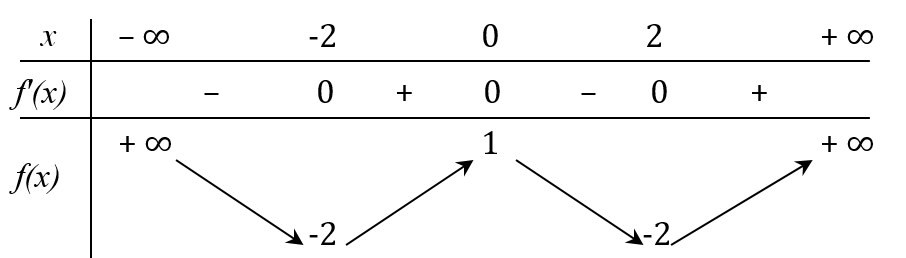 x – ∞ -2 0 2 + ∞
f'(x) – 0 + 0 – 0 +
+ ∞ 1 + ∞
f(x)
-2 -2